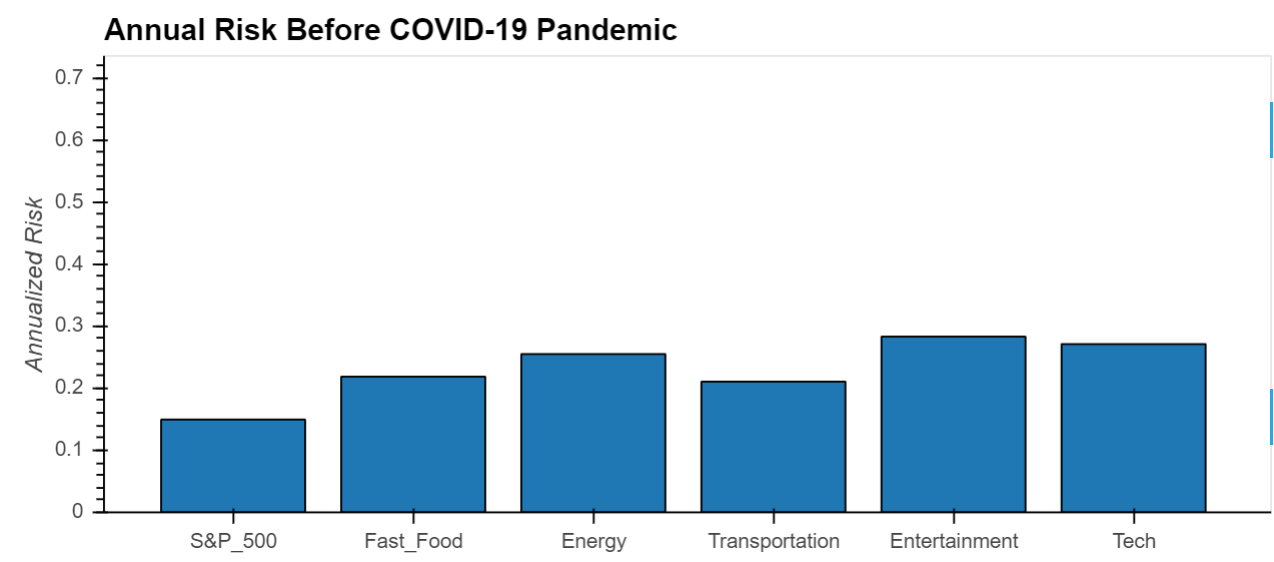 Annual Risk Before COVID-19 Pandemic
Annualized Risk
0.7
0.6
0.5
0.4
0.3
0.2
0.1
0
S&P_500 Fast_Food Energy Transportation Entertainment Tech